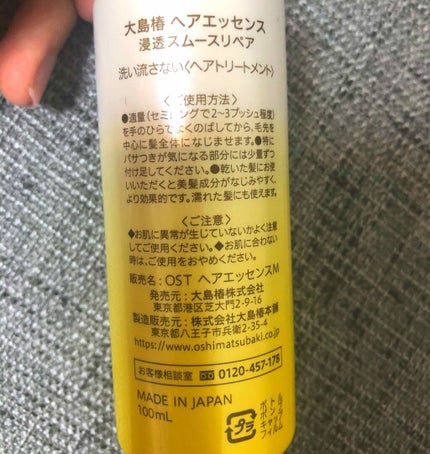 大島椿 ヘアエッセンス
浸透スムースリペア
洗い流さない〈ヘアトリートメント〉
〈ご使用方法〉
●適量(セミロングで2~3プッシュ程度)
を手のひらでよくのばしてから、毛先を
中心に髪全体になじませます。●特に
パサつきが気になる部分には少量ずつ
付け足してください。●乾いた髪にお使
いいただくと美髪成分がなじみやすく、
より効果的です。濡れた髪にも使えます。
〈ご注意〉
◆お肌に異常が生じていないかよく注意
してご使用ください。◆お肌に合わない
時は、ご使用をおやめください。
販売名:OST ヘアエッセンスM
発売元:大島椿株式会社
東京都港区芝大門2-9-16
製造販売元:株式会社大島椿本舗
東京都八王子市兵衛2-35-4
https://www.oshimatsubaki.co.jp
お客様相談室 0120-457-178
MADE IN JAPAN
100mL
プラ
ボトル
ポンプ
キャップ
フィルム